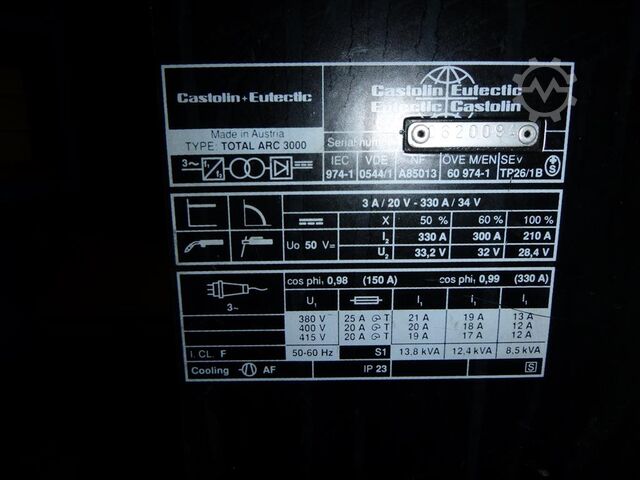 Castolin+Eutectic
Castolin Eutectic
Eutectic Castolin
Made in Austria
TYPE: TOTAL ARC 3000
Serial number
IEC VDE NF ÖVE M/EN SEV
974-1 0544/1 A85013 60 974-1 TP26/1B S
3~ f1 f2
3 A / 20 V - 330 A / 34 V
X 50 % 60 % 100 %
Uo 50 V= I2 330 A 300 A 210 A
U2 33,2 V 32 V 28,4 V
cos phi, 0,98 (150 A) cos phi, 0,99 (330 A)
3~ U1 I1 I1 I1
380 V 25 A T 21 A 19 A 13 A
400 V 20 A T 20 A 18 A 12 A
415 V 20 A T 19 A 17 A 12 A
I. CL. F 50-60 Hz S1 13,8 kVA 12,4 kVA 8,5 kVA
Cooling AF IP 23 S